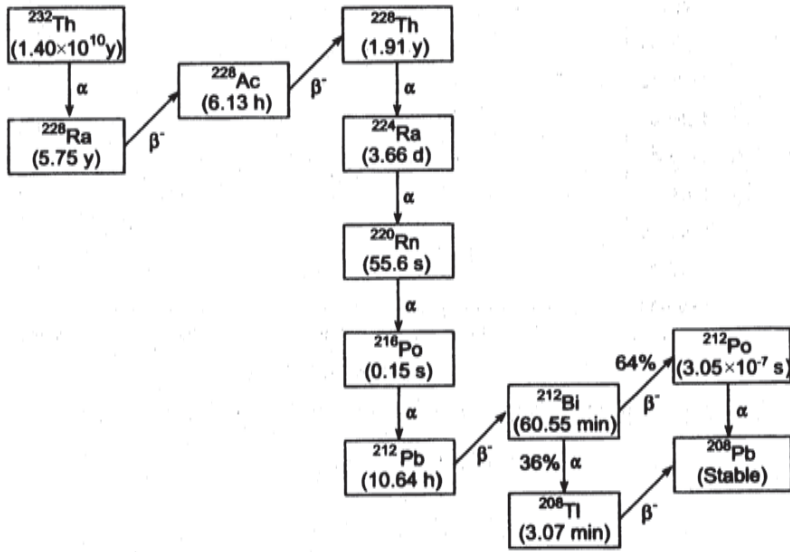 ²³²Th
(1.40×10¹⁰y)
α
²²⁸Ra
(5.75 y)
β⁻
²²⁸Ac
(6.13 h)
β⁻
²²⁸Th
(1.91 y)
α
²²⁴Ra
(3.66 d)
α
²²⁰Rn
(55.6 s)
α
²¹⁶Po
(0.15 s)
α
²¹²Pb
(10.64 h)
β⁻
²¹²Bi
(60.55 min)
64%
β⁻
²¹²Po
(3.05×10⁻⁷ s)
α
36% α
²⁰⁸Tl
(3.07 min)
β⁻
²⁰⁸Pb
(Stable)